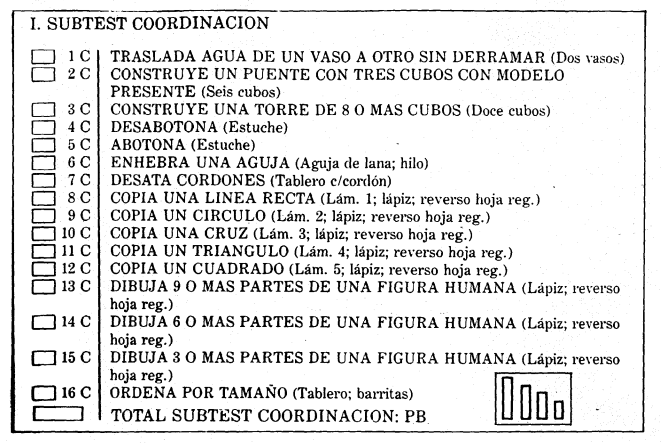 I. SUBTEST COORDINACION
1 C TRASLADA AGUA DE UN VASO A OTRO SIN DERRAMAR (Dos vasos)
2 C CONSTRUYE UN PUENTE CON TRES CUBOS CON MODELO
PRESENTE (Seis cubos)
3 C CONSTRUYE UNA TORRE DE 8 O MAS CUBOS (Doce cubos)
4 C DESABOTONA (Estuche)
5 C ABOTONA (Estuche)
6 C ENHEBRA UNA AGUJA (Aguja de lana; hilo)
7 C DESATA CORDONES (Tablero c/cordón)
8 C COPIA UNA LINEA RECTA (Lám. 1; lápiz; reverso hoja reg.)
9 C COPIA UN CIRCULO (Lám. 2; lápiz; reverso hoja reg.)
10 C COPIA UNA CRUZ (Lám. 3; lápiz; reverso hoja reg.)
11 C COPIA UN TRIANGULO (Lám. 4; lápiz; reverso hoja reg.)
12 C COPIA UN CUADRADO (Lám. 5; lápiz; reverso hoja reg.)
13 C DIBUJA 9 O MAS PARTES DE UNA FIGURA HUMANA (Lápiz; reverso
hoja reg.)
14 C DIBUJA 6 O MAS PARTES DE UNA FIGURA HUMANA (Lápiz; reverso
hoja reg.)
15 C DIBUJA 3 O MAS PARTES DE UNA FIGURA HUMANA (Lápiz; reverso
hoja reg.)
16 C ORDENA POR TAMAÑO (Tablero; barritas)
TOTAL SUBTEST COORDINACION: PB